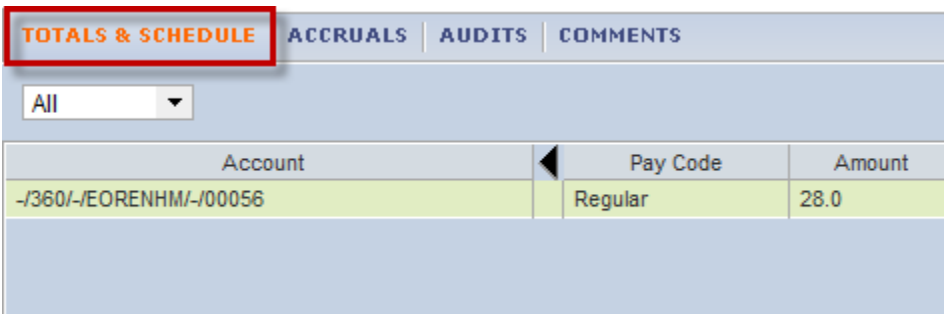 TOTALS & SCHEDULE ACCRUALS AUDITS COMMENTS
All
Account Pay Code Amount
-/360/-/EORENHM/-/00056 Regular 28.0